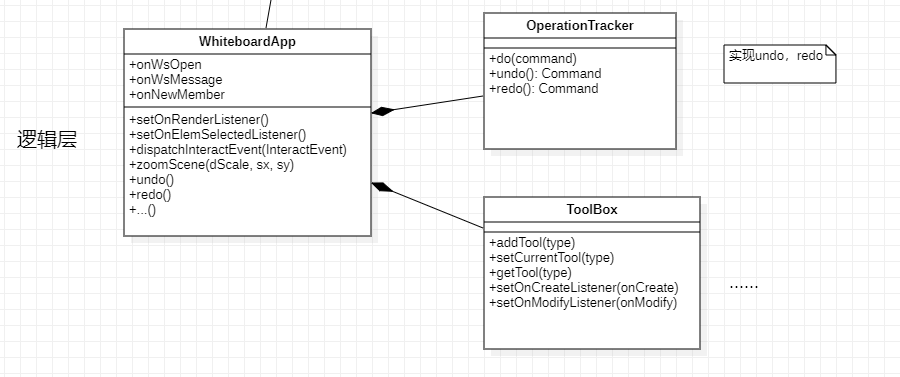 WhiteboardApp
+onWsOpen
+onWsMessage
+onNewMember
+setOnRenderListener()
+setOnElemSelectedListener()
+dispatchInteractEvent(InteractEvent)
+zoomScene(dScale, sx, sy)
+undo()
+redo()
+...()
逻辑层
OperationTracker
+do(command)
+undo(): Command
+redo(): Command
实现undo，redo
ToolBox
+addTool(type)
+setCurrentTool(type)
+getTool(type)
+setOnCreateListener(onCreate)
+setOnModifyListener(onModify)
……